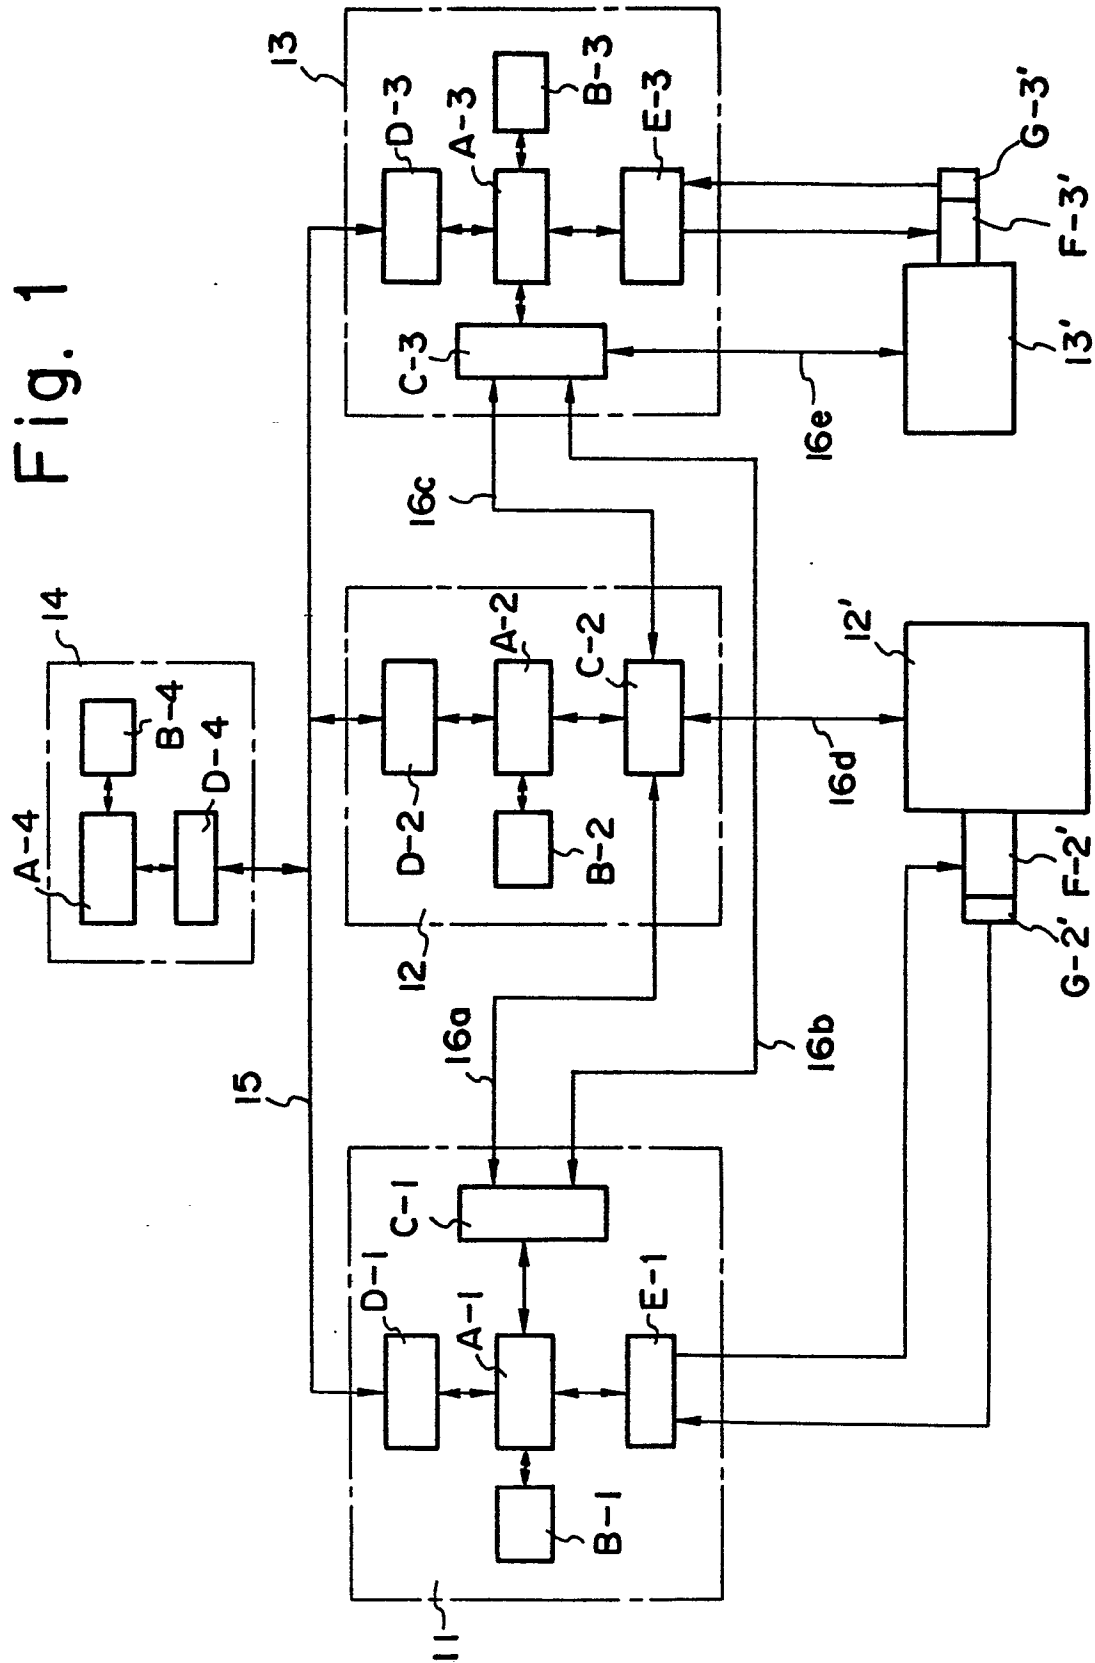 Fig. 1
14
A-4
B-4
D-4
15
11
D-1
A-1
B-1
C-1
E-1
16a
16b
12
D-2
A-2
B-2
C-2
16c
16d
13
D-3
A-3
B-3
C-3
E-3
16e
12'
F-2'
G-2'
13'
F-3'
G-3'